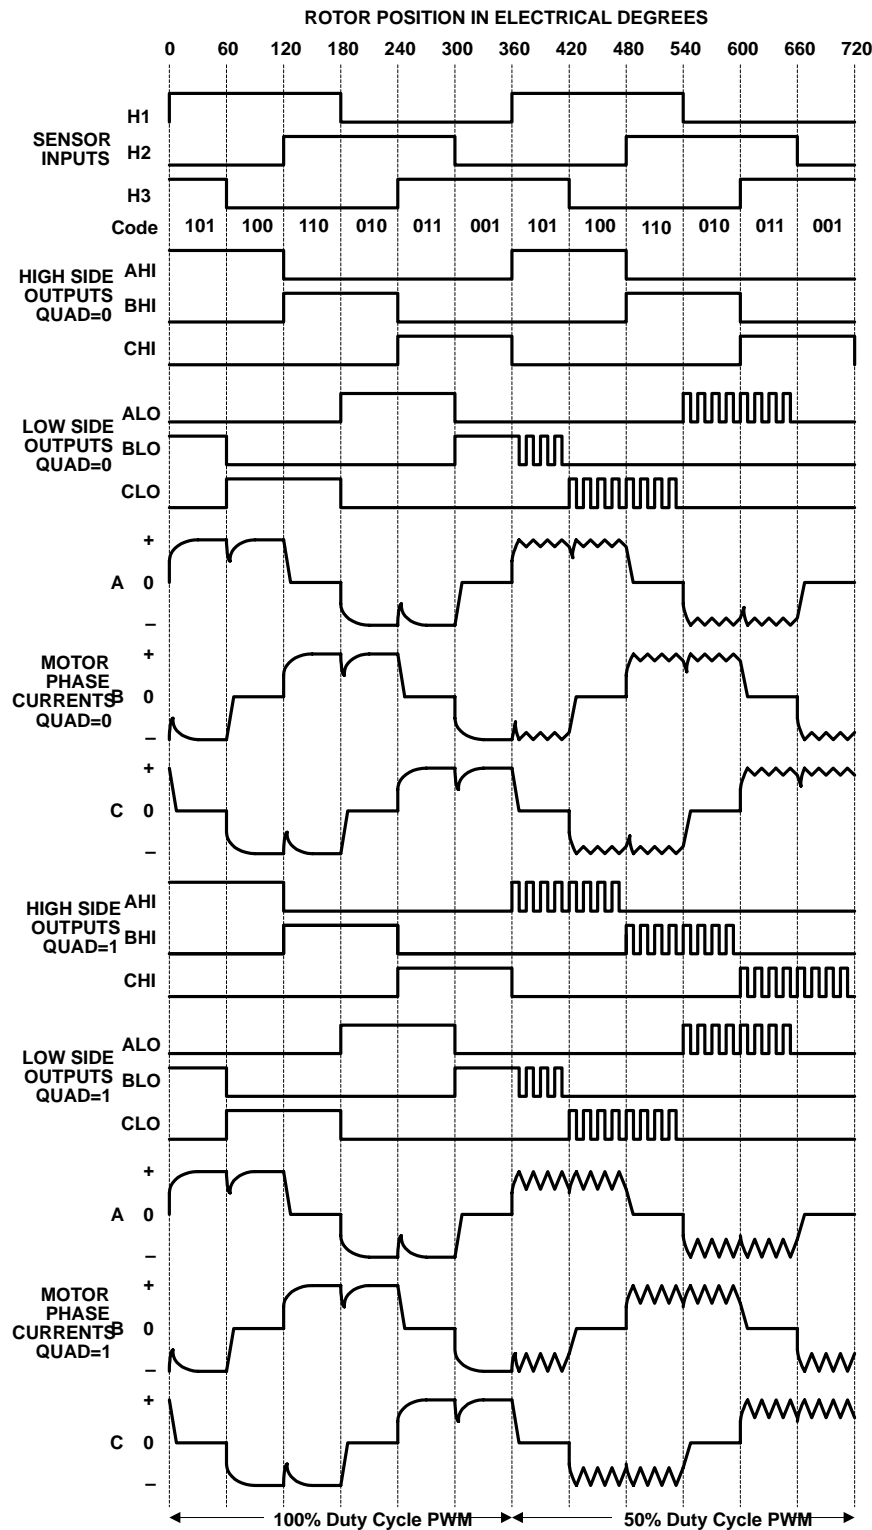 ROTOR POSITION IN ELECTRICAL DEGREES
0 60 120 180 240 300 360 420 480 540 600 660 720
SENSOR
INPUTS
H1
H2
H3
Code 101 100 110 010 011 001 101 100 110 010 011 001
HIGH SIDE
OUTPUTS
QUAD=0
AHI
BHI
CHI
LOW SIDE
OUTPUTS
QUAD=0
ALO
BLO
CLO
MOTOR
PHASE
CURRENTS
QUAD=0
+
A 0
–
+
B 0
–
+
C 0
–
HIGH SIDE
OUTPUTS
QUAD=1
AHI
BHI
CHI
LOW SIDE
OUTPUTS
QUAD=1
ALO
BLO
CLO
MOTOR
PHASE
CURRENTS
QUAD=1
+
A 0
–
+
B 0
–
+
C 0
–
100% Duty Cycle PWM 50% Duty Cycle PWM